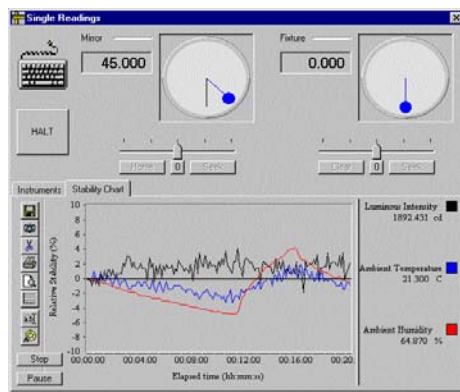 Single Readings
Mirror
Fixture
45.000
0.000
HALT
Home
0
Seek
Clear
0
Seek
Instruments
Stability Chart
10
8
6
4
2
0
-2
-4
-6
-8
-10
Relative Stability (%)
00:00.00
00:04.00
00:08.00
00:12.00
00:16.00
00:20.
Elapsed time (hh:mm:ss)
Luminous Intensity
1892.431 cd
Ambient Temperature
21.300 C
Ambient Humidity
64.870 %
Stop
Pause